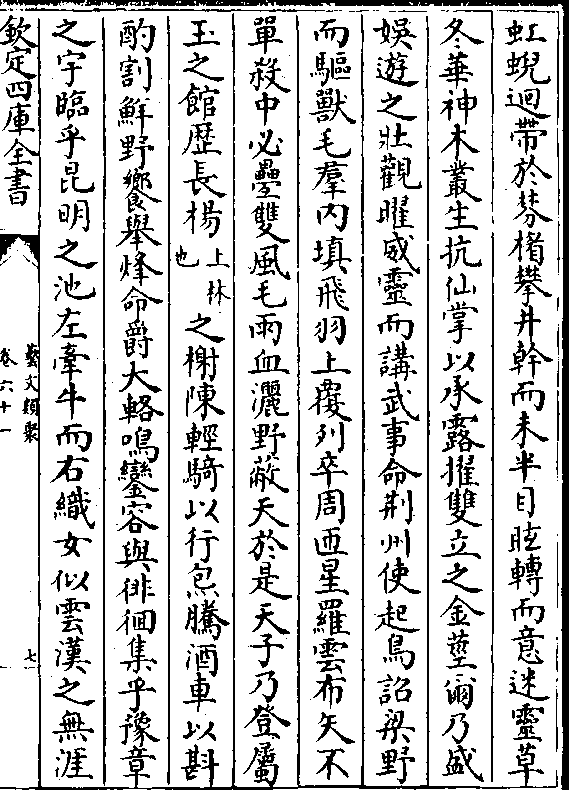 虹蜺迴帶於棼楣攀井幹而未半目眩轉而意迷靈草
冬華神木叢生抗仙掌以承露擢雙立之金莖爾乃盛
娛遊之壯觀曜威靈而講武事命荆州使起鳥詔梁野
而驅獸毛羣内填飛羽上覆列卒周迊星羅雲布矢不
單殺中必疊雙風毛雨血灑野蔽天於是天子乃登屬
玉之館歴長楊上林也之榭陳輕騎以行炰騰酒車以斟
酌割鮮野饗舉烽命爵大輅鳴鑾容與徘徊集乎豫章
之宇臨乎昆明之池左牽牛而右織女似雲漢之無涯
欽定四庫全書
藝文類聚
卷六十一
七